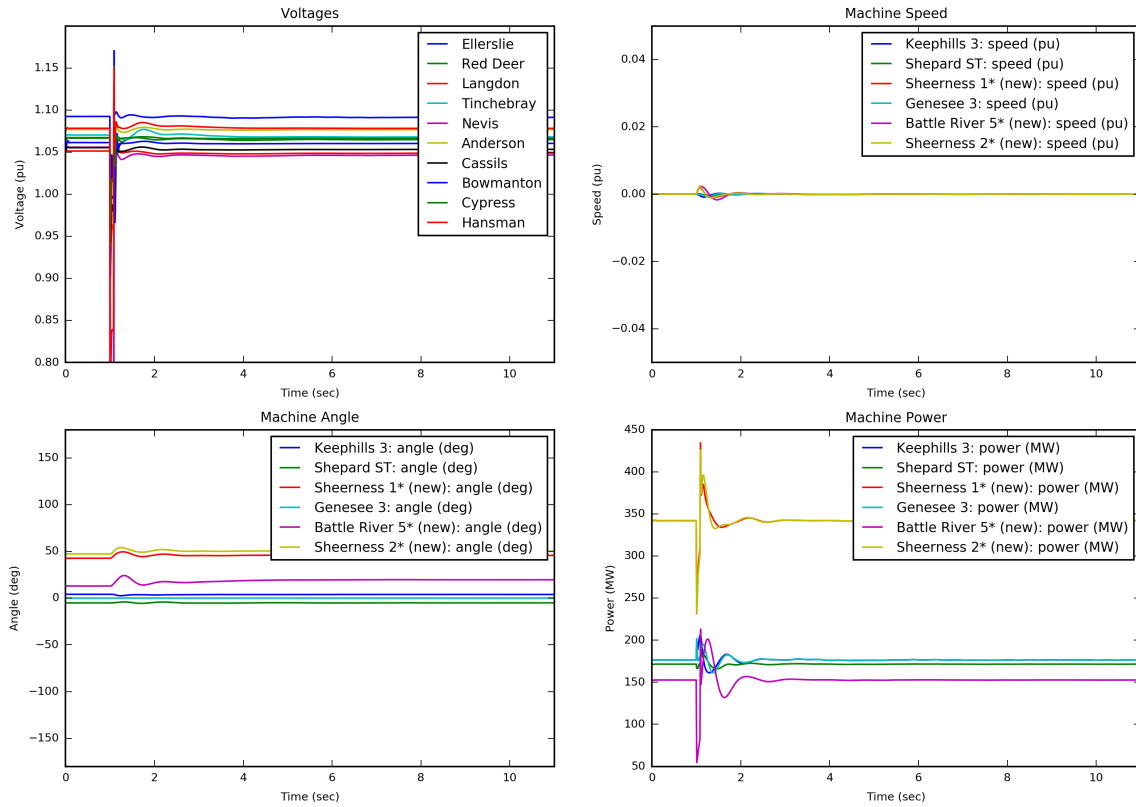 Voltages
1.15
1.10
1.05
1.00
0.95
0.90
0.85
0.80
Voltage (pu)
Ellerslie
Red Deer
Langdon
Tinchebray
Nevis
Anderson
Cassils
Bowmanton
Cypress
Hansman
0 2 4 6 8 10
Time (sec)
Machine Speed
0.04
0.02
0.00
−0.02
−0.04
Speed (pu)
Keephills 3: speed (pu)
Shepard ST: speed (pu)
Sheerness 1* (new): speed (pu)
Genesee 3: speed (pu)
Battle River 5* (new): speed (pu)
Sheerness 2* (new): speed (pu)
0 2 4 6 8 10
Time (sec)
Machine Angle
150
100
50
0
−50
−100
−150
Angle (deg)
Keephills 3: angle (deg)
Shepard ST: angle (deg)
Sheerness 1* (new): angle (deg)
Genesee 3: angle (deg)
Battle River 5* (new): angle (deg)
Sheerness 2* (new): angle (deg)
0 2 4 6 8 10
Time (sec)
Machine Power
450
400
350
300
250
200
150
100
50
Power (MW)
Keephills 3: power (MW)
Shepard ST: power (MW)
Sheerness 1* (new): power (MW)
Genesee 3: power (MW)
Battle River 5* (new): power (MW)
Sheerness 2* (new): power (MW)
0 2 4 6 8 10
Time (sec)